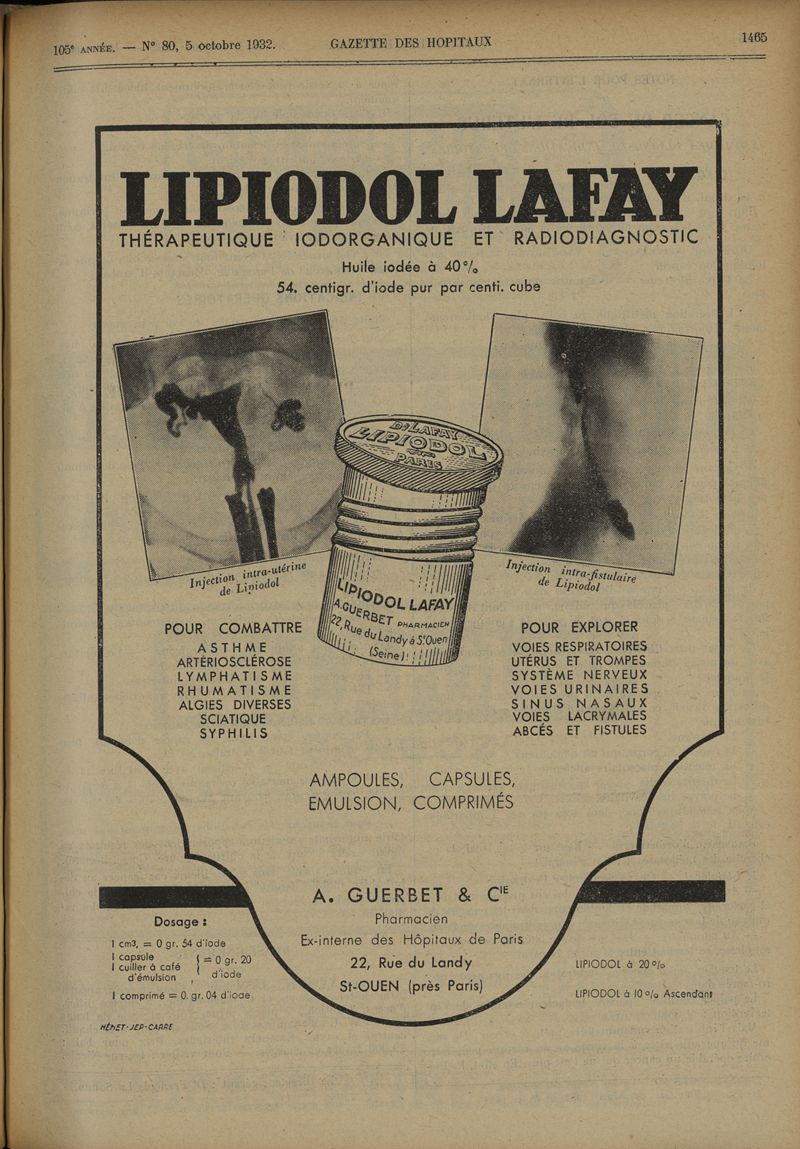 105e ANNÉE. — N° 80, 5 octobre 1932.
GAZETTE DES HOPITAUX
1465
LIPIODOL LAFAY
THÉRAPEUTIQUE IODORGANIQUE ET RADIODIAGNOSTIC
Huile iodée à 40%
54. centigr. d'iode pur par centi. cube
Dr LAFAY
LIPIODOL
PARIS
LIPIODOL LAFAY
A. GUERBET PHARMACIEN
22, Rue du Landy à St Ouen
(Seine)
Injection intra-utérine
de Lipiodol
Injection intra-fistulaire
de Lipiodol
POUR COMBATTRE
ASTHME
ARTÉRIOSCLÉROSE
LYMPHATISME
RHUMATISME
ALGIES DIVERSES
SCIATIQUE
SYPHILIS
POUR EXPLORER
VOIES RESPIRATOIRES
UTÉRUS ET TROMPES
SYSTÈME NERVEUX
VOIES URINAIRES
SINUS NASAUX
VOIES LACRYMALES
ABCÉS ET FISTULES
AMPOULES, CAPSULES,
EMULSION, COMPRIMÉS
A. GUERBET & CIE
Pharmacien
Ex-interne des Hôpitaux de Paris
22, Rue du Landy
St-OUEN (près Paris)
Dosage :
1 cm3, = 0 gr. 54 d'iode
1 capsule
1 cuiller à café
d'émulsion
} = 0 gr. 20
d'iode
1 comprimé = 0. gr. 04 d'iode
LIPIODOL à 20 %
LIPIODOL à 10 % Ascendant